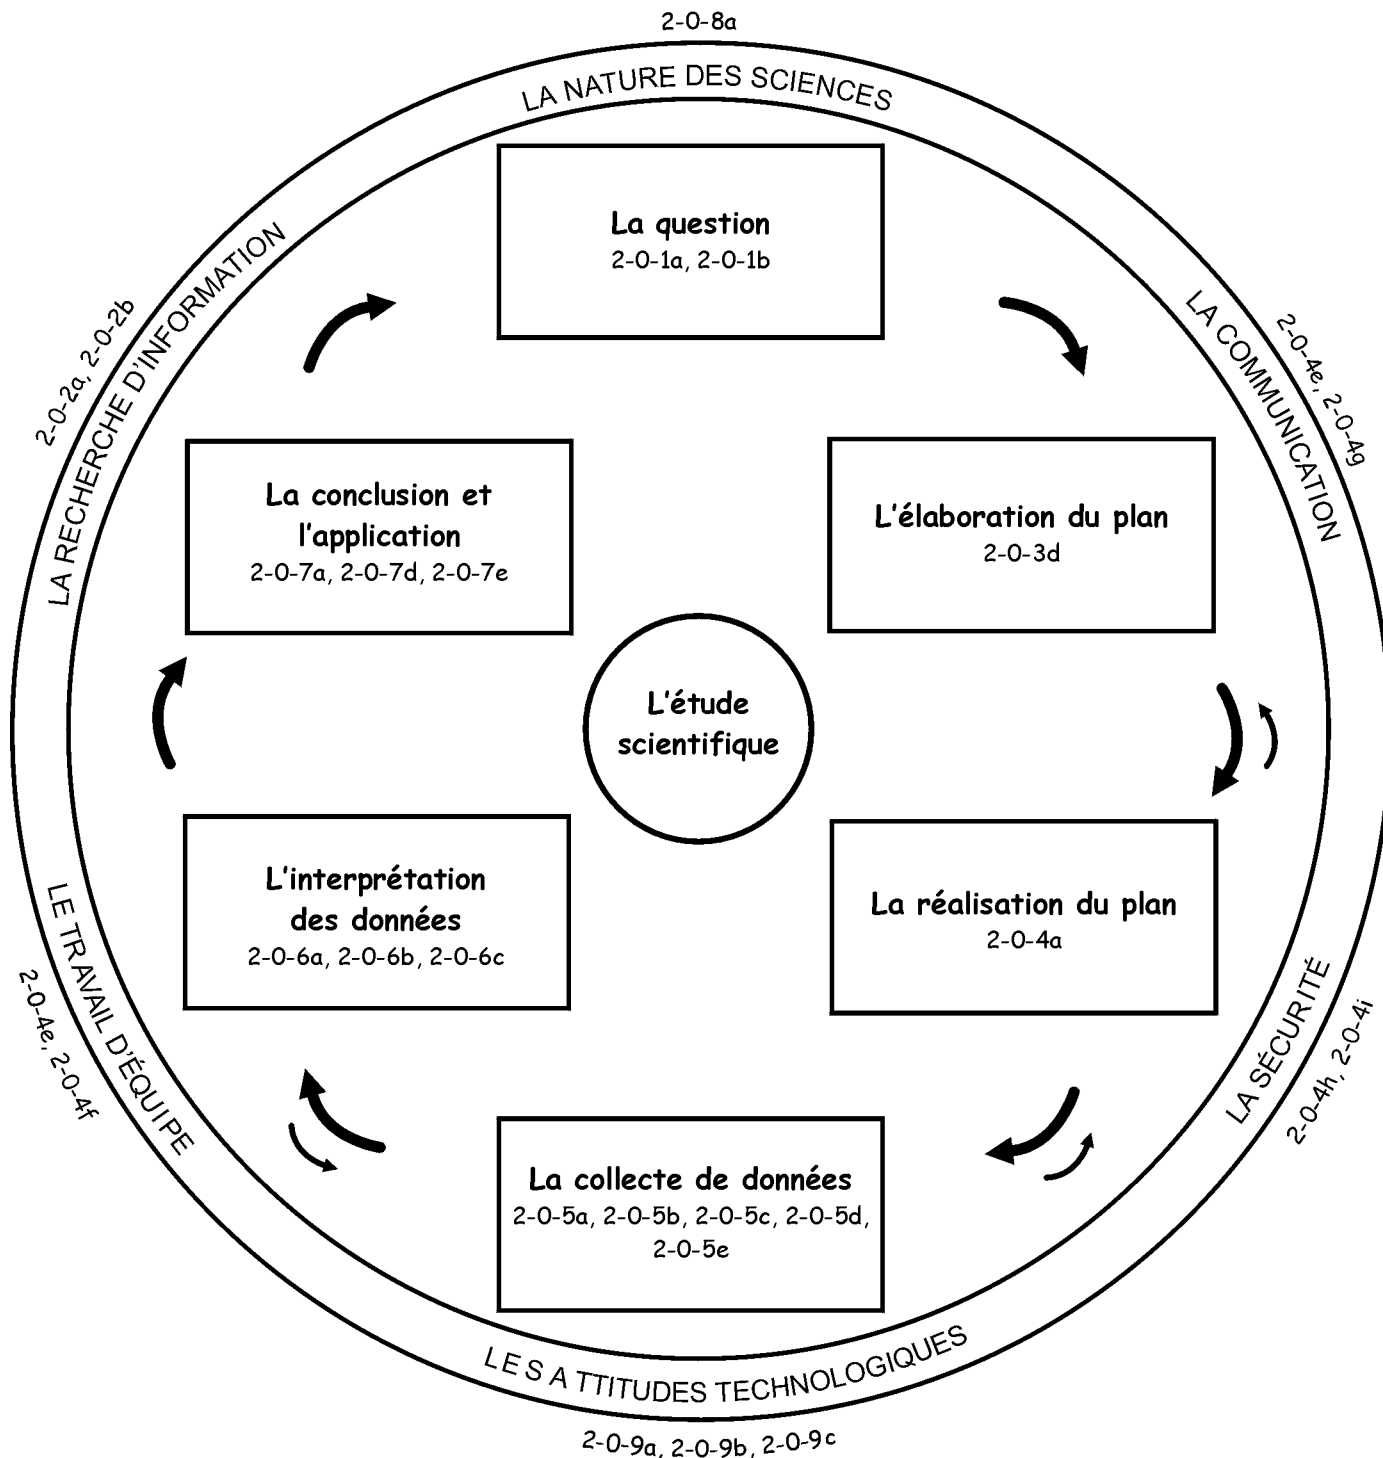 2-0-8a
LA NATURE DES SCIENCES
La question
2-0-1a, 2-0-1b
LA RECHERCHE D'INFORMATION
2-0-2a, 2-0-2b
LA COMMUNICATION
2-0-4e, 2-0-4g
La conclusion et
l'application
2-0-7a, 2-0-7d, 2-0-7e
L'élaboration du plan
2-0-3d
L'étude
scientifique
L'interprétation
des données
2-0-6a, 2-0-6b, 2-0-6c
La réalisation du plan
2-0-4a
LE TRAVAIL D'ÉQUIPE
2-0-4e, 2-0-4f
LA SÉCURITÉ
2-0-4h, 2-0-4i
La collecte de données
2-0-5a, 2-0-5b, 2-0-5c, 2-0-5d,
2-0-5e
LES ATTITUDES TECHNOLOGIQUES
2-0-9a, 2-0-9b, 2-0-9c